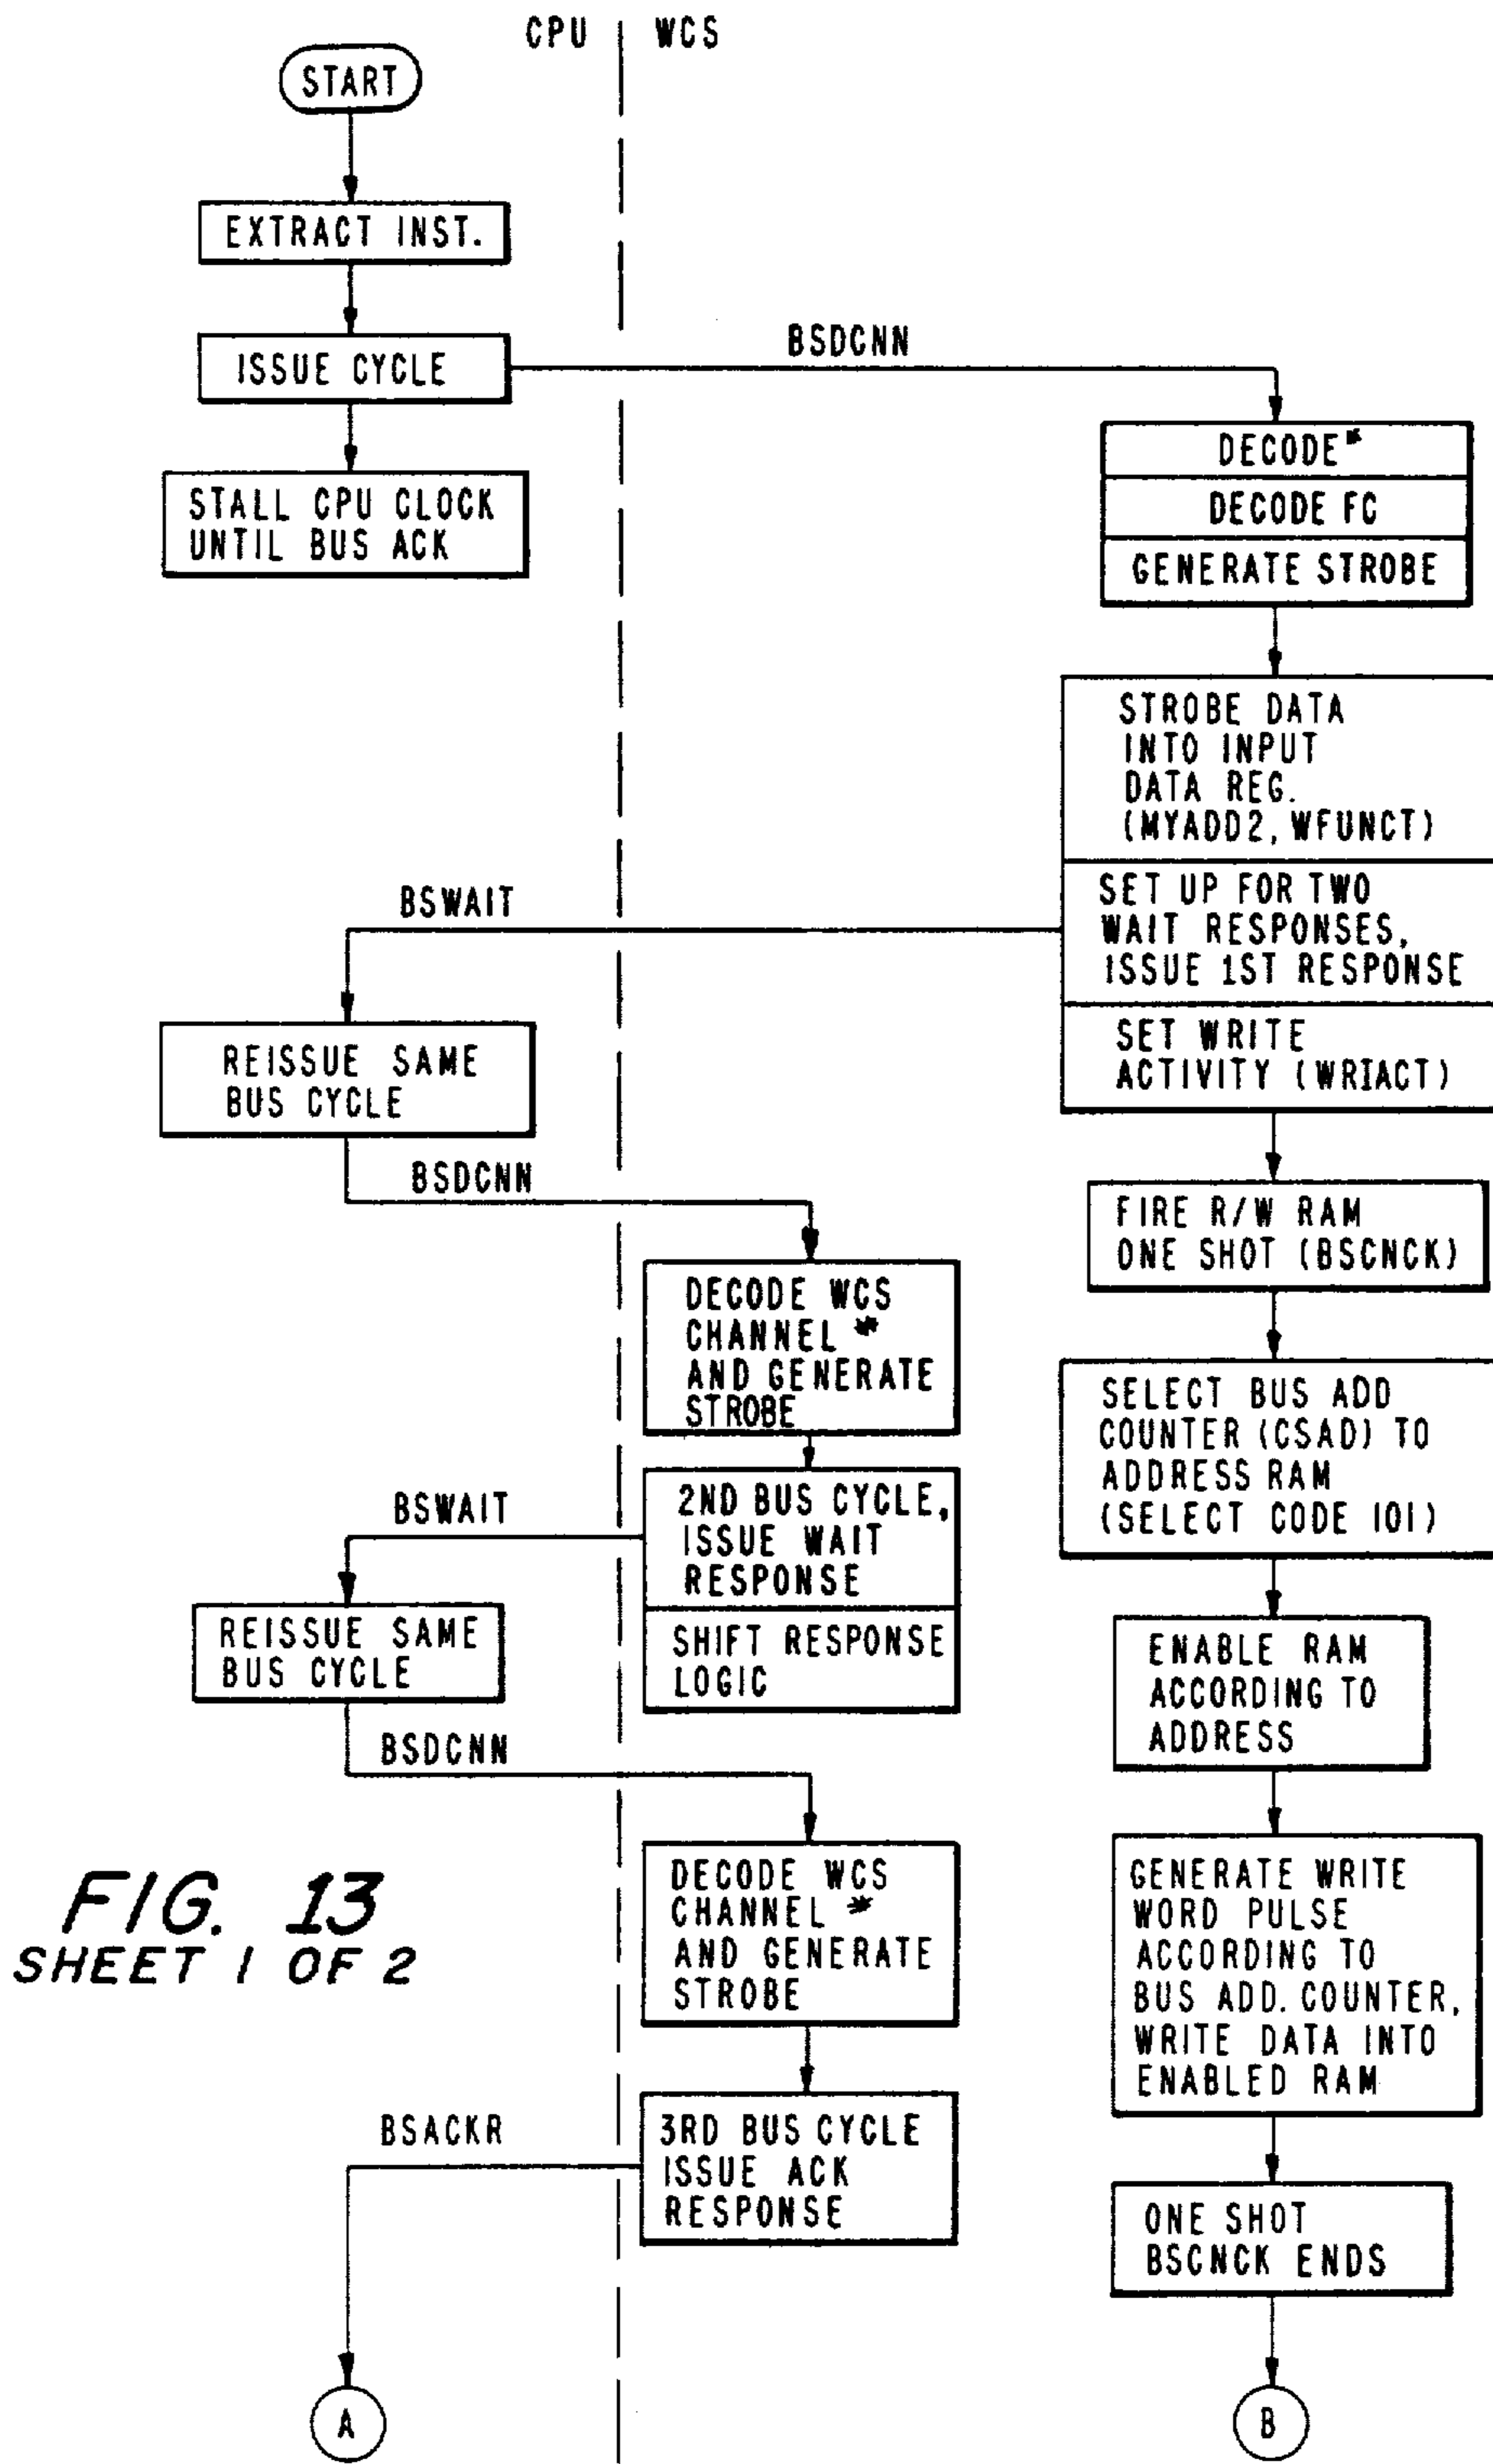 CPU | WCS
START
EXTRACT INST.
ISSUE CYCLE
BSDCNN
STALL CPU CLOCK
UNTIL BUS ACK
DECODE*
DECODE FC
GENERATE STROBE
STROBE DATA
INTO INPUT
DATA REG.
(MYADD2, WFUNCT)
SET UP FOR TWO
WAIT RESPONSES,
ISSUE 1ST RESPONSE
SET WRITE
ACTIVITY (WRIACT)
BSWAIT
REISSUE SAME
BUS CYCLE
BSDCNN
FIRE R/W RAM
ONE SHOT (BSCNCK)
DECODE WCS
CHANNEL *
AND GENERATE
STROBE
SELECT BUS ADD
COUNTER (CSAD) TO
ADDRESS RAM
(SELECT CODE 101)
2ND BUS CYCLE,
ISSUE WAIT
RESPONSE
SHIFT RESPONSE
LOGIC
BSWAIT
REISSUE SAME
BUS CYCLE
BSDCNN
ENABLE RAM
ACCORDING TO
ADDRESS
DECODE WCS
CHANNEL *
AND GENERATE
STROBE
GENERATE WRITE
WORD PULSE
ACCORDING TO
BUS ADD. COUNTER,
WRITE DATA INTO
ENABLED RAM
FIG. 13
SHEET 1 OF 2
3RD BUS CYCLE
ISSUE ACK
RESPONSE
BSACKR
ONE SHOT
BSCNCK ENDS
A
B